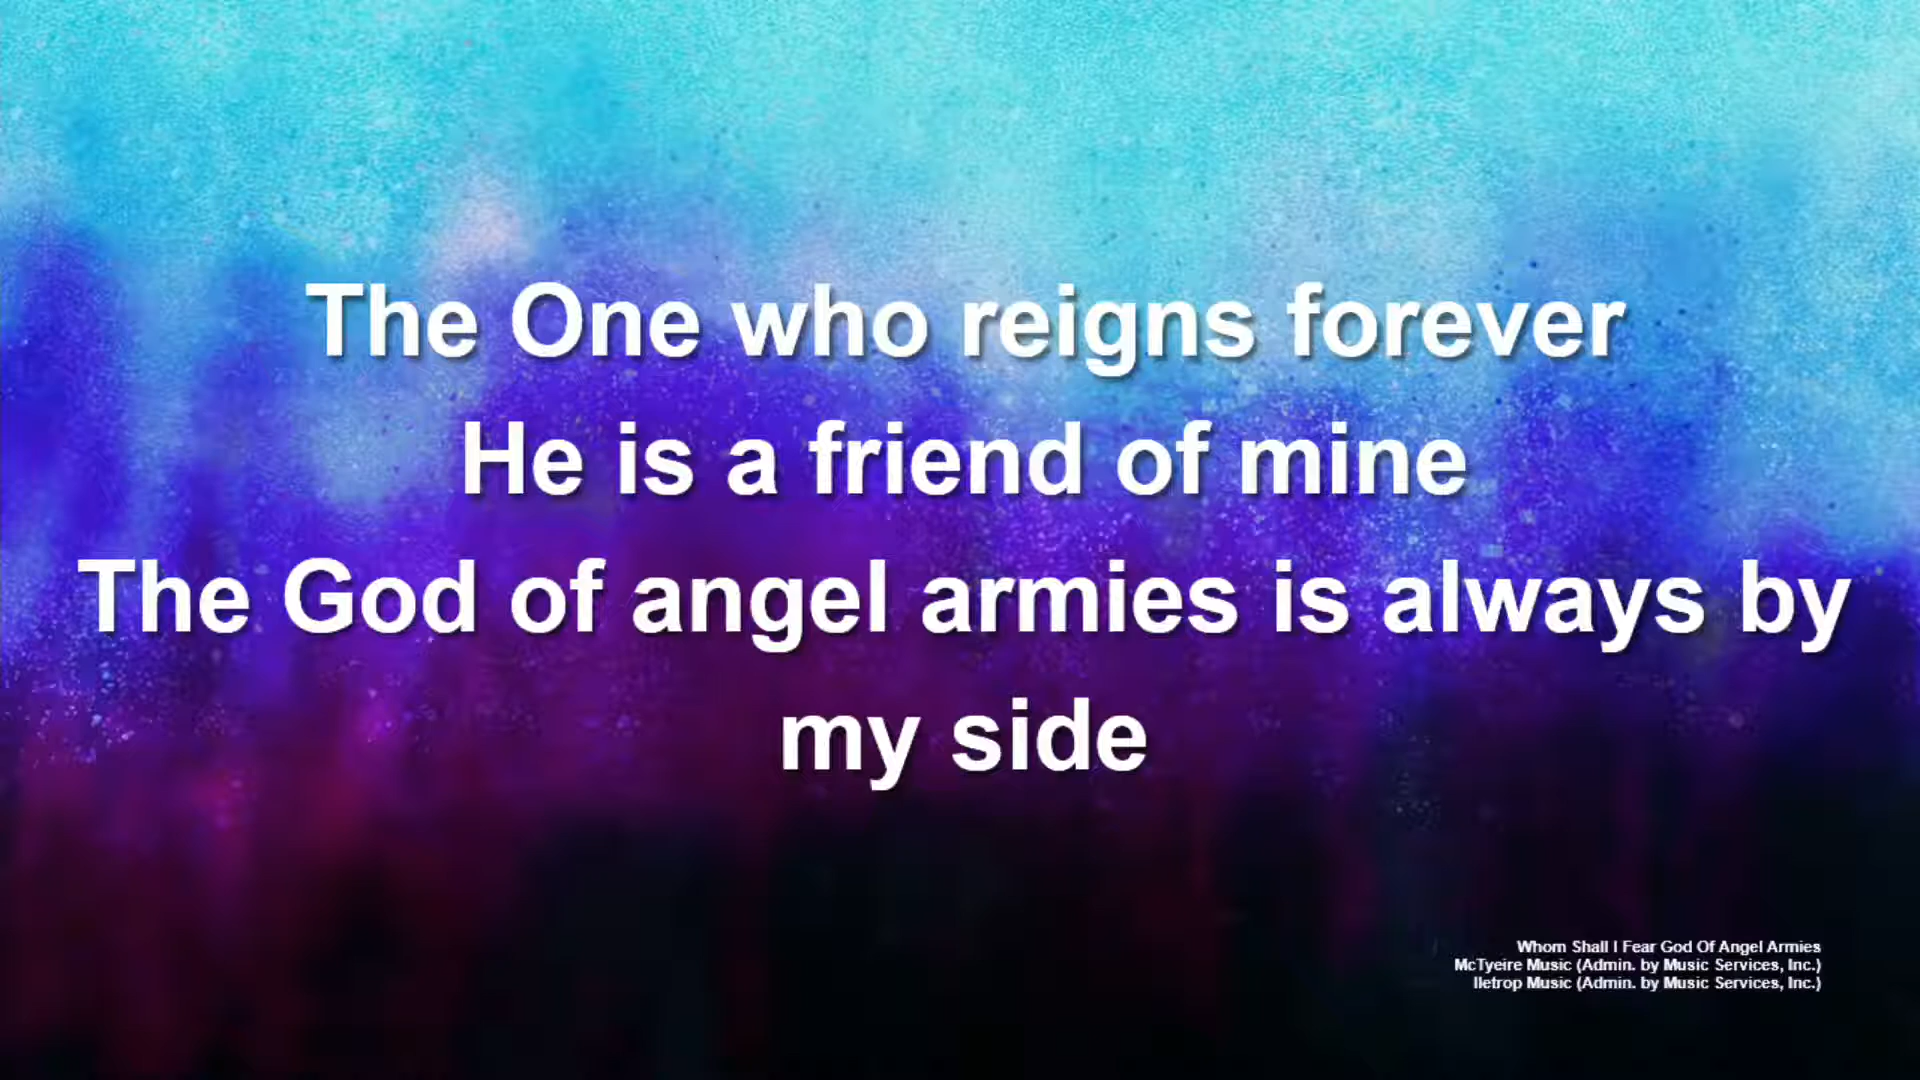 The One who reigns forever
He is a friend of mine
The God of angel armies is always by
my side
Whom Shall I Fear God Of Angel Armies
McTyeire Music (Admin. by Music Services, Inc.)
Iletrop Music (Admin. by Music Services, Inc.)